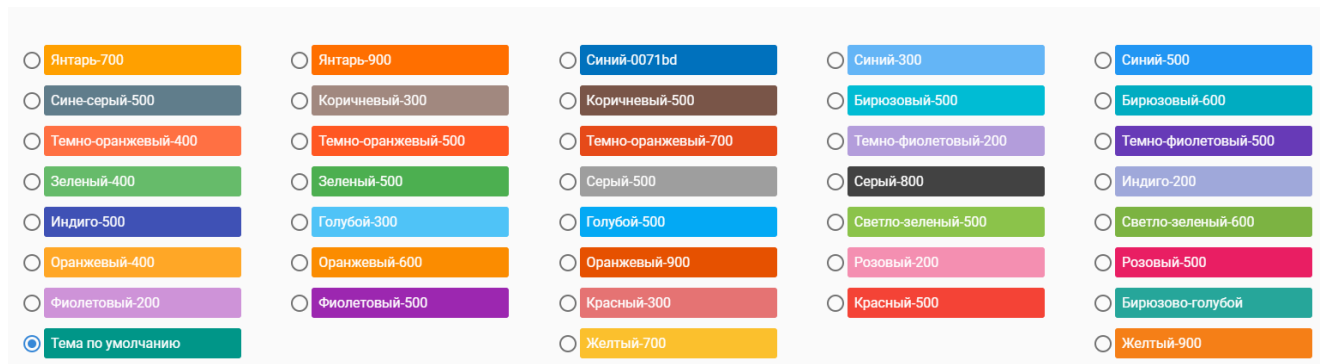 Янтарь-700
Янтарь-900
Синий-0071bd
Синий-300
Синий-500
Сине-серый-500
Коричневый-300
Коричневый-500
Бирюзовый-500
Бирюзовый-600
Темно-оранжевый-400
Темно-оранжевый-500
Темно-оранжевый-700
Темно-фиолетовый-200
Темно-фиолетовый-500
Зеленый-400
Зеленый-500
Серый-500
Серый-800
Индиго-200
Индиго-500
Голубой-300
Голубой-500
Светло-зеленый-500
Светло-зеленый-600
Оранжевый-400
Оранжевый-600
Оранжевый-900
Розовый-200
Розовый-500
Фиолетовый-200
Фиолетовый-500
Красный-300
Красный-500
Бирюзово-голубой
Тема по умолчанию
Желтый-700
Желтый-900